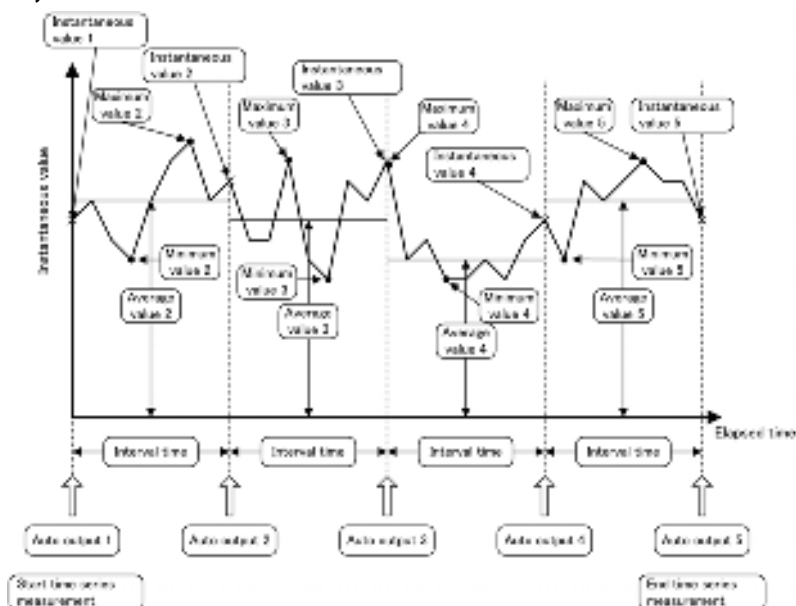 Instantaneous
value 1
Instantaneous
value 2
Instantaneous
value 3
Maximum
value 2
Maximum
value 3
Maximum
value 4
Maximum
value 5
Instantaneous
value 5
Instantaneous
value 4
Instantaneous value
Minimum
value 2
Minimum
value 3
Minimum
value 4
Minimum
value 5
Average
value 2
Average
value 3
Average
value 4
Average
value 5
Elapsed time
Interval time
Interval time
Interval time
Interval time
Auto output 1
Auto output 2
Auto output 3
Auto output 4
Auto output 5
Start time series
measurement
End time series
measurement